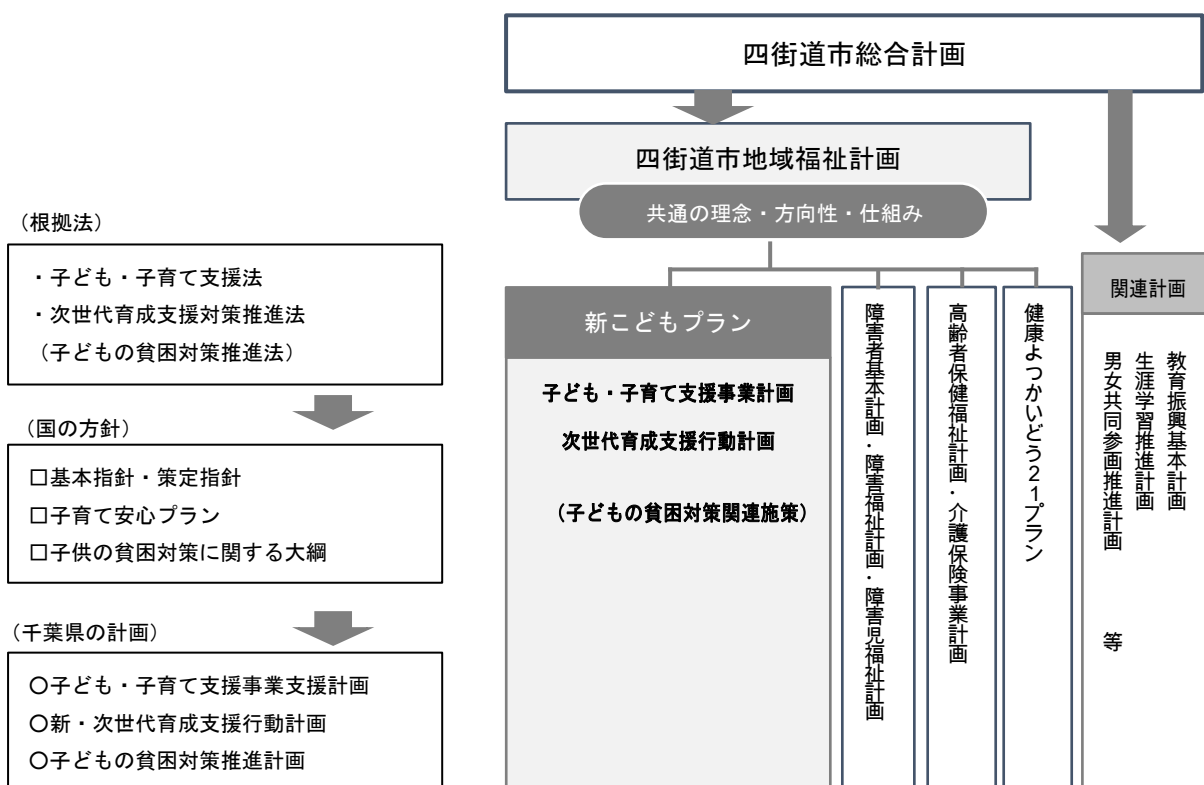 四街道市総合計画
四街道市地域福祉計画
共通の理念・方向性・仕組み
（根拠法）
・子ども・子育て支援法
・次世代育成支援対策推進法
（子どもの貧困対策推進法）
（国の方針）
□基本指針・策定指針
□子育て安心プラン
□子供の貧困対策に関する大綱
（千葉県の計画）
○子ども・子育て支援事業支援計画
○新・次世代育成支援行動計画
○子どもの貧困対策推進計画
新こどもプラン
子ども・子育て支援事業計画
次世代育成支援行動計画
（子どもの貧困対策関連施策）
障害者基本計画・障害福祉計画・障害児福祉計画
高齢者保健福祉計画・介護保険事業計画
健康よつかいどう２１プラン
関連計画
教育振興基本計画
生涯学習推進計画
男女共同参画推進計画　等